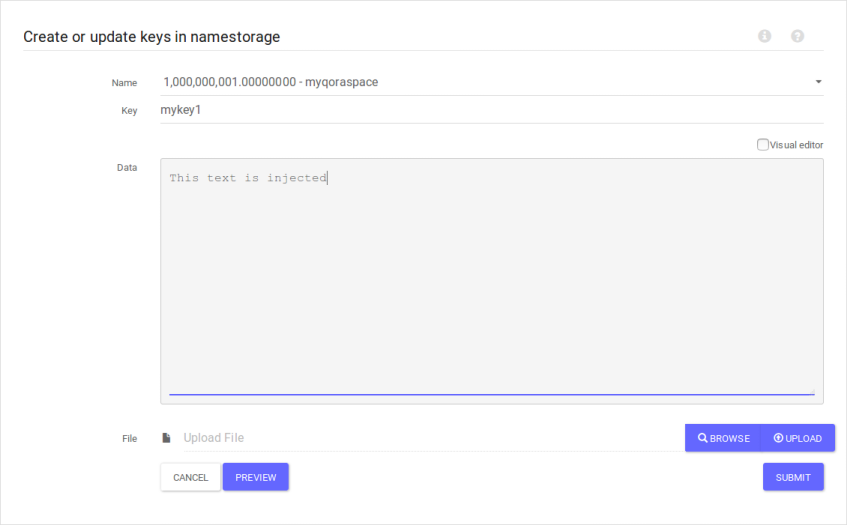 Create or update keys in namestorage
Name 1,000,000,001.00000000 - myqoraspace
Key mykey1
Visual editor
Data This text is injected
File Upload File BROWSE UPLOAD
CANCEL PREVIEW SUBMIT